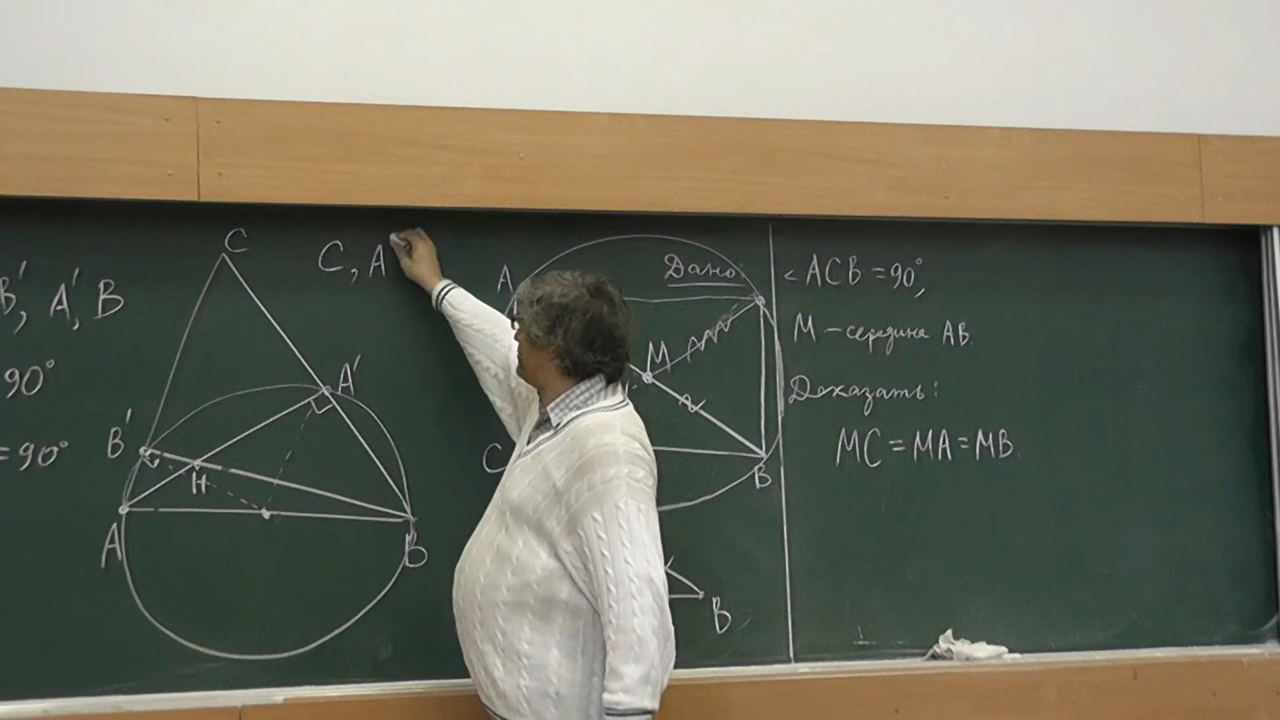 B', A', B
90°
=90°
C
A'
B'
H
A
B
C, A
A
M
C
B
B
Дано
∠ACB = 90°,
M – середина AB.
Доказать:
MC = MA = MB.